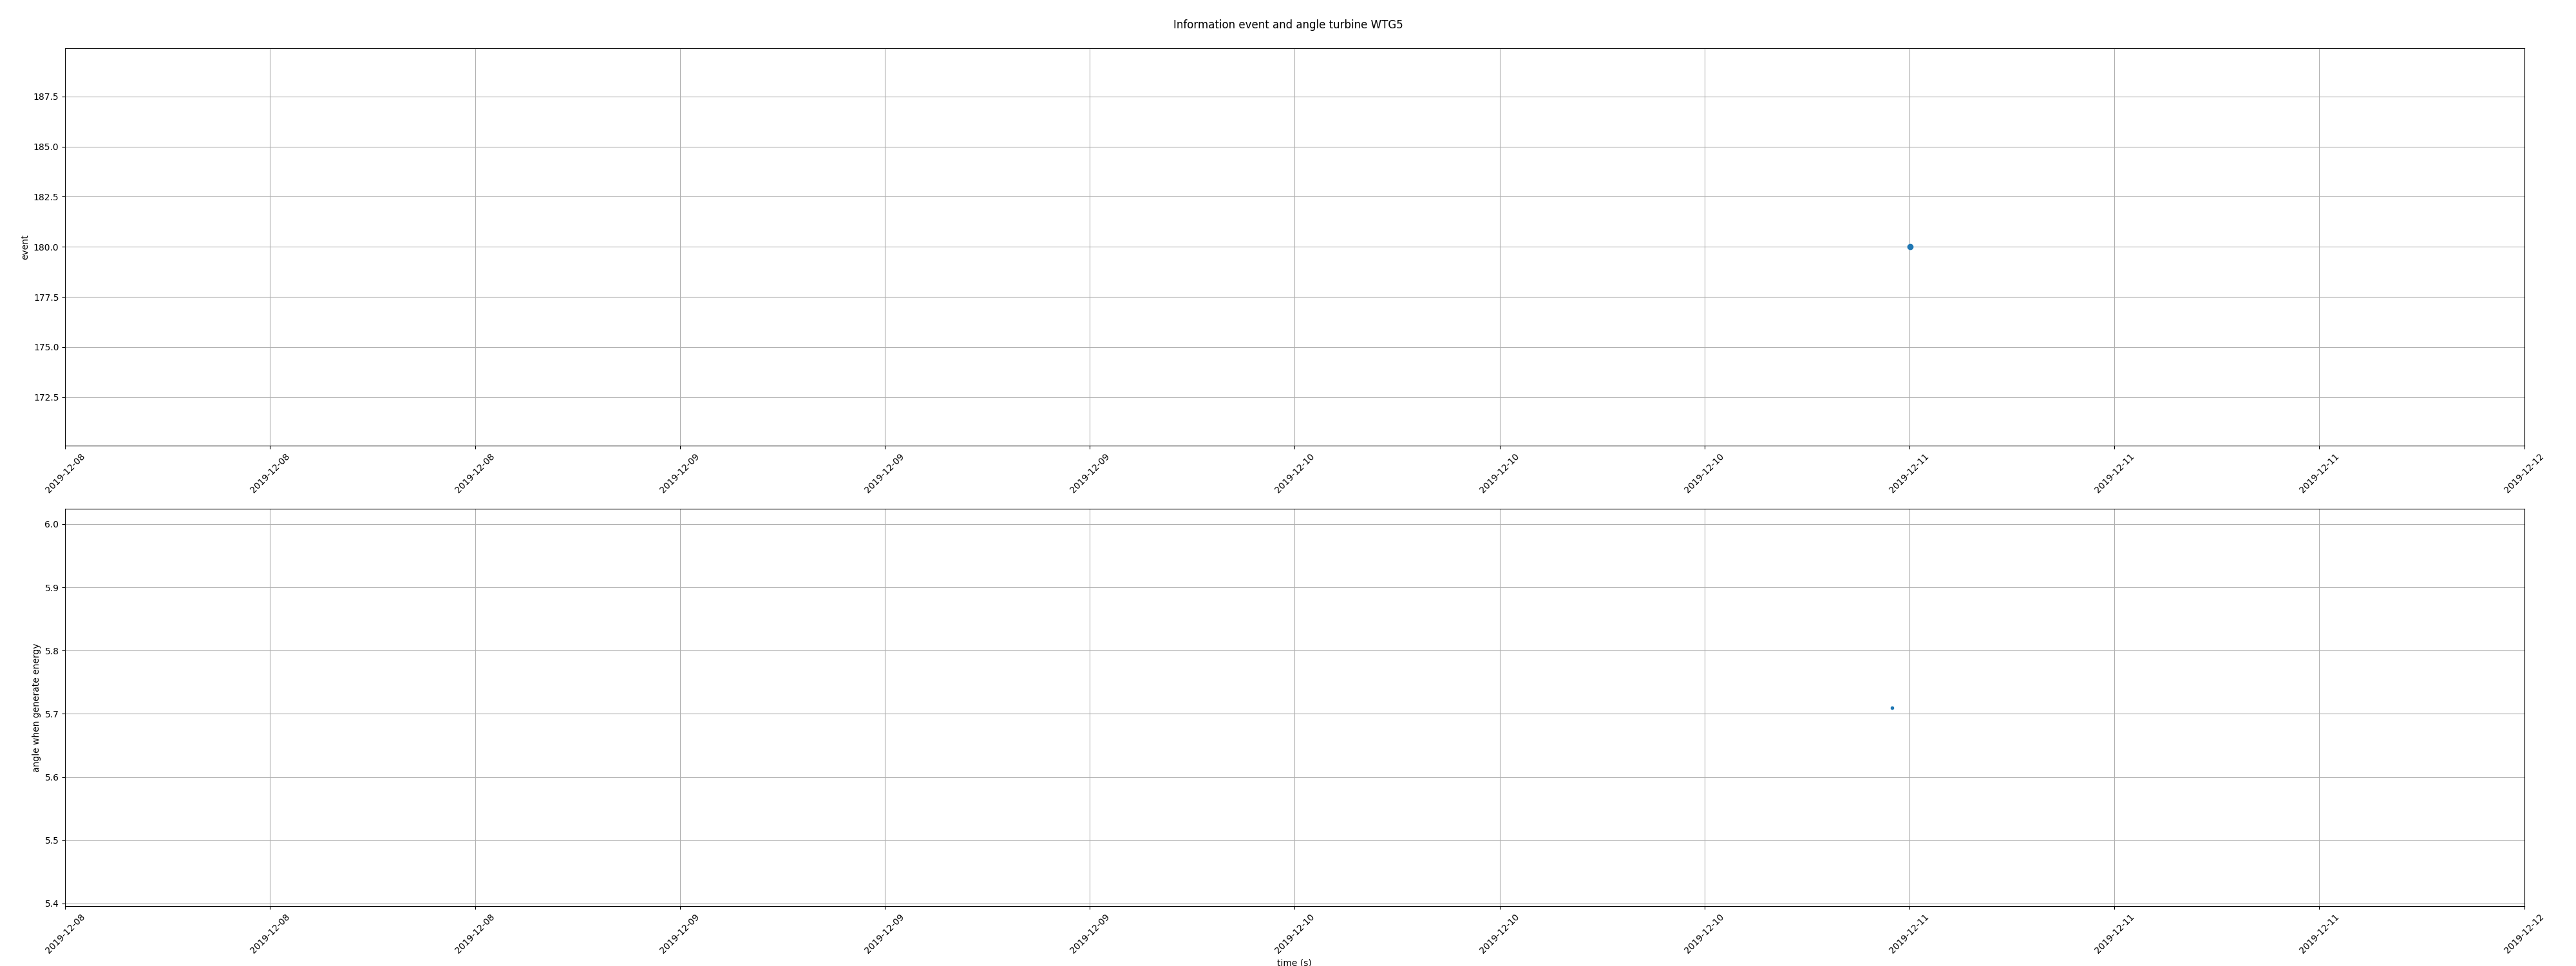 Information event and angle turbine WTG5
187.5
185.0
182.5
180.0
177.5
175.0
172.5
event
2019-12-08 2019-12-08 2019-12-08 2019-12-09 2019-12-09 2019-12-09 2019-12-10 2019-12-10 2019-12-10 2019-12-11 2019-12-11 2019-12-11 2019-12-12
6.0
5.9
5.8
5.7
5.6
5.5
5.4
angle when generate energy
2019-12-08 2019-12-08 2019-12-08 2019-12-09 2019-12-09 2019-12-09 2019-12-10 2019-12-10 2019-12-10 2019-12-11 2019-12-11 2019-12-11 2019-12-12
time (s)